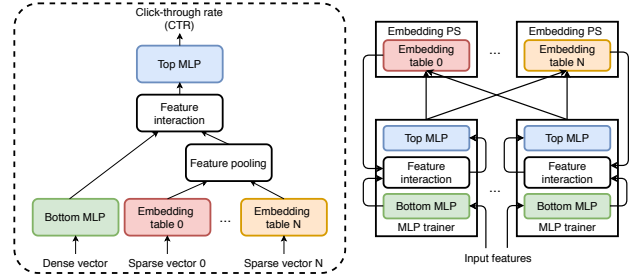 Click-through rate
(CTR)
Top MLP
Feature
interaction
Feature pooling
Bottom MLP
Embedding
table 0
...
Embedding
table N
Dense vector
Sparse vector 0
Sparse vector N
Embedding PS
Embedding
table 0
...
Embedding PS
Embedding
table N
Top MLP
Feature
interaction
Bottom MLP
MLP trainer
...
Top MLP
Feature
interaction
Bottom MLP
MLP trainer
Input features